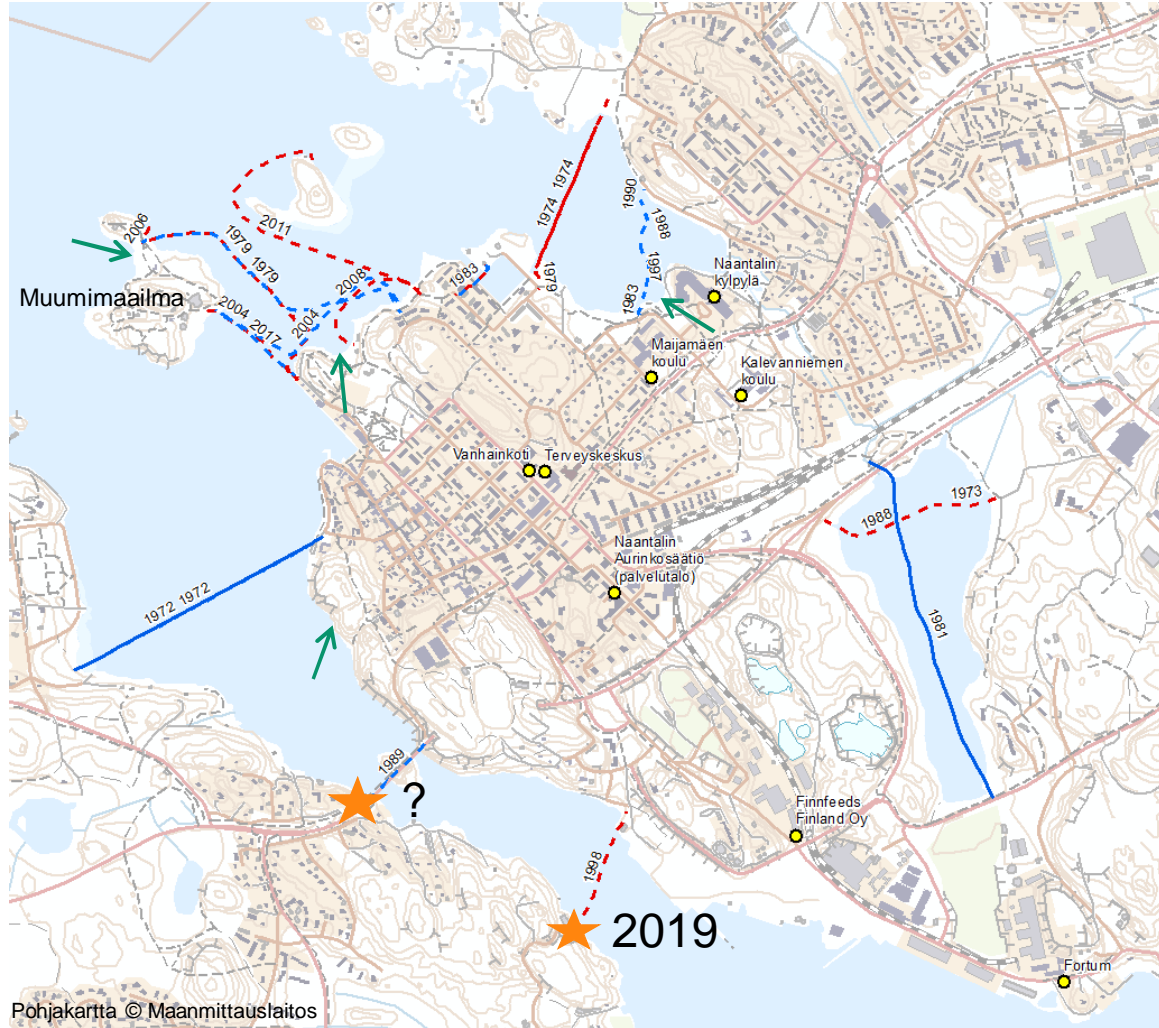 1974
1974
1990
1988
2006
2011
1979
1979
1979
1997
Naantalin
kylpylä
2008
1983
Muumimaailma
2004
2017
2004
1983
Maijamäen
koulu
Kalevanniemen
koulu
Vanhainkoti
Terveyskeskus
1973
1988
Naantalin
Aurinkosäätiö
(palvelutalo)
1972 1972
1981
1989
?
Finnfeeds
Finland Oy
1998
2019
Fortum
Pohjakartta © Maanmittauslaitos